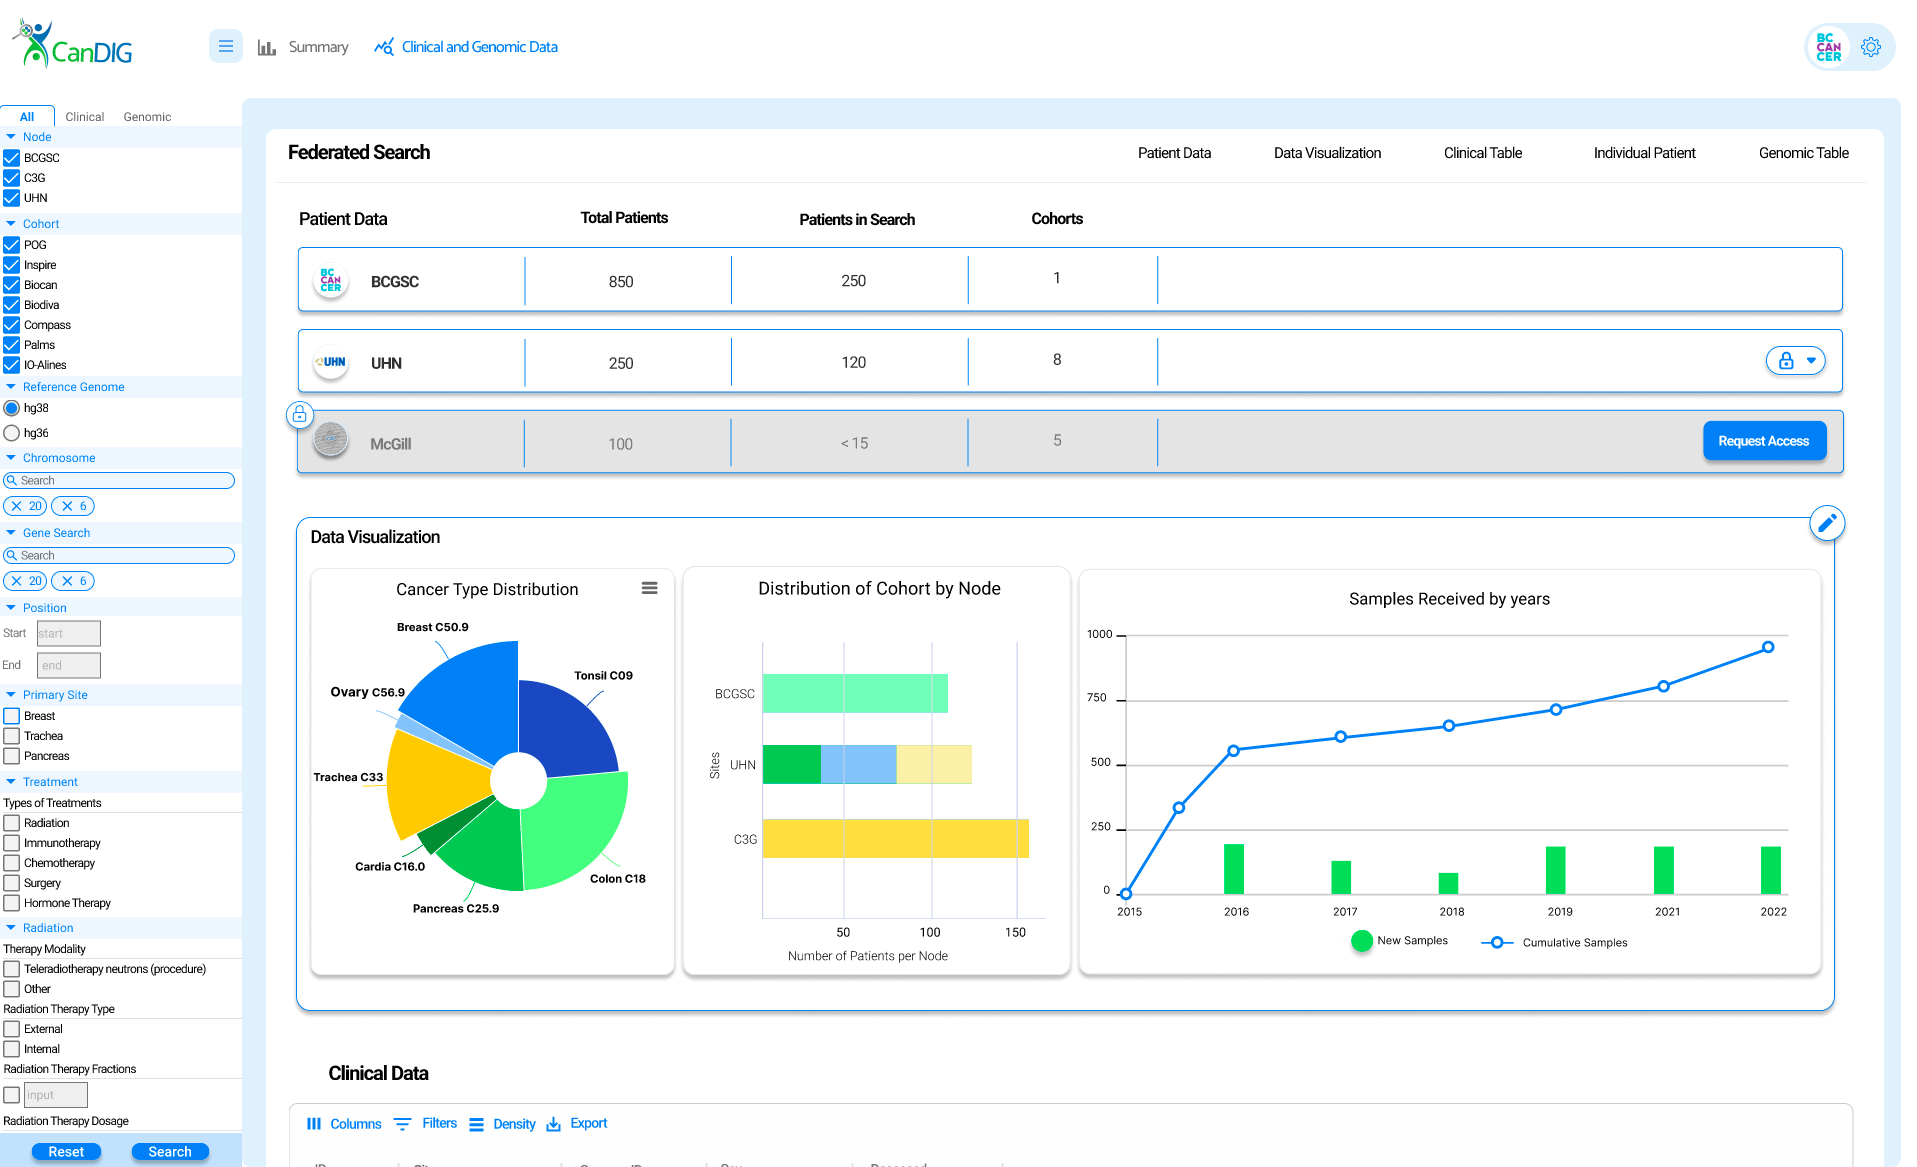 CanDIG
Summary
Clinical and Genomic Data
BC
CAN
CER
All Clinical Genomic
Node
BCGSC
C3G
UHN
Cohort
POG
Inspire
Biocan
Biodiva
Compass
Palms
IO-Alines
Reference Genome
hg38
hg36
Chromosome
Search
20 6
Gene Search
Search
20 6
Position
Start start
End end
Primary Site
Breast
Trachea
Pancreas
Treatment
Types of Treatments
Radiation
Immunotherapy
Chemotherapy
Surgery
Hormone Therapy
Radiation
Therapy Modality
Teleradiotherapy neutrons (procedure)
Other
Radiation Therapy Type
External
Internal
Radiation Therapy Fractions
input
Radiation Therapy Dosage
Reset Search
Federated Search
Patient Data Data Visualization Clinical Table Individual Patient Genomic Table
Patient Data Total Patients Patients in Search Cohorts
BC
CAN
CER
BCGSC 850 250 1
UHN UHN 250 120 8
McGill 100 < 15 5 Request Access
Data Visualization
Cancer Type Distribution
Breast C50.9
Tonsil C09
Ovary C56.9
Trachea C33
Cardia C16.0
Colon C18
Pancreas C25.9
Distribution of Cohort by Node
BCGSC
UHN
C3G
Sites
50 100 150
Number of Patients per Node
Samples Received by years
1000
750
500
250
0
2015 2016 2017 2018 2019 2021 2022
New Samples Cumulative Samples
Clinical Data
Columns Filters Density Export